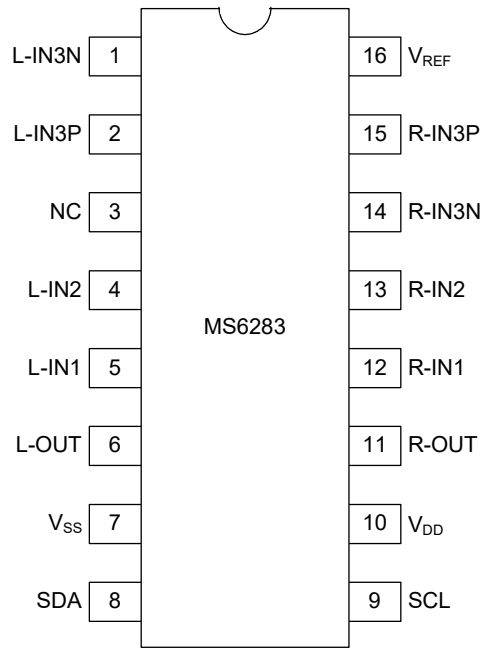 L-IN3N 1 16 VREF
L-IN3P 2 15 R-IN3P
NC 3 14 R-IN3N
L-IN2 4 13 R-IN2
MS6283
L-IN1 5 12 R-IN1
L-OUT 6 11 R-OUT
VSS 7 10 VDD
SDA 8 9 SCL